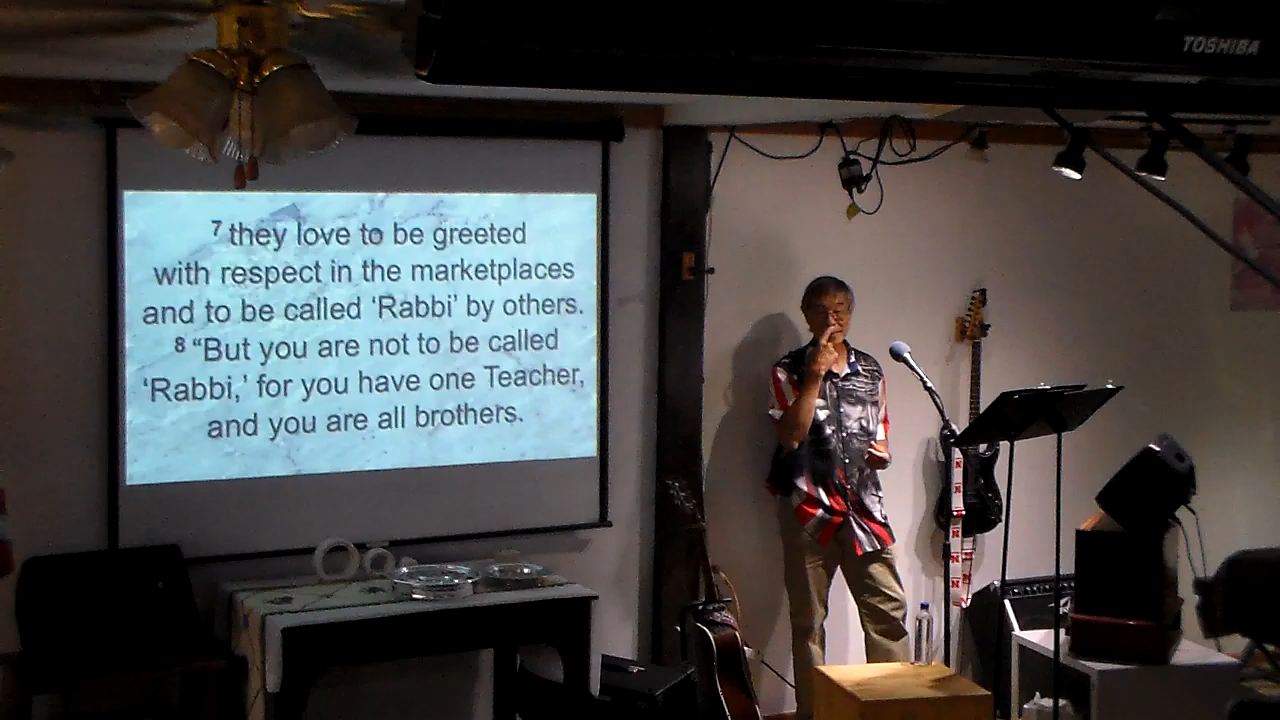 TOSHIBA
⁷ they love to be greeted
with respect in the marketplaces
and to be called ‘Rabbi’ by others.
⁸ “But you are not to be called
‘Rabbi,’ for you have one Teacher,
and you are all brothers.
N
N
N
N